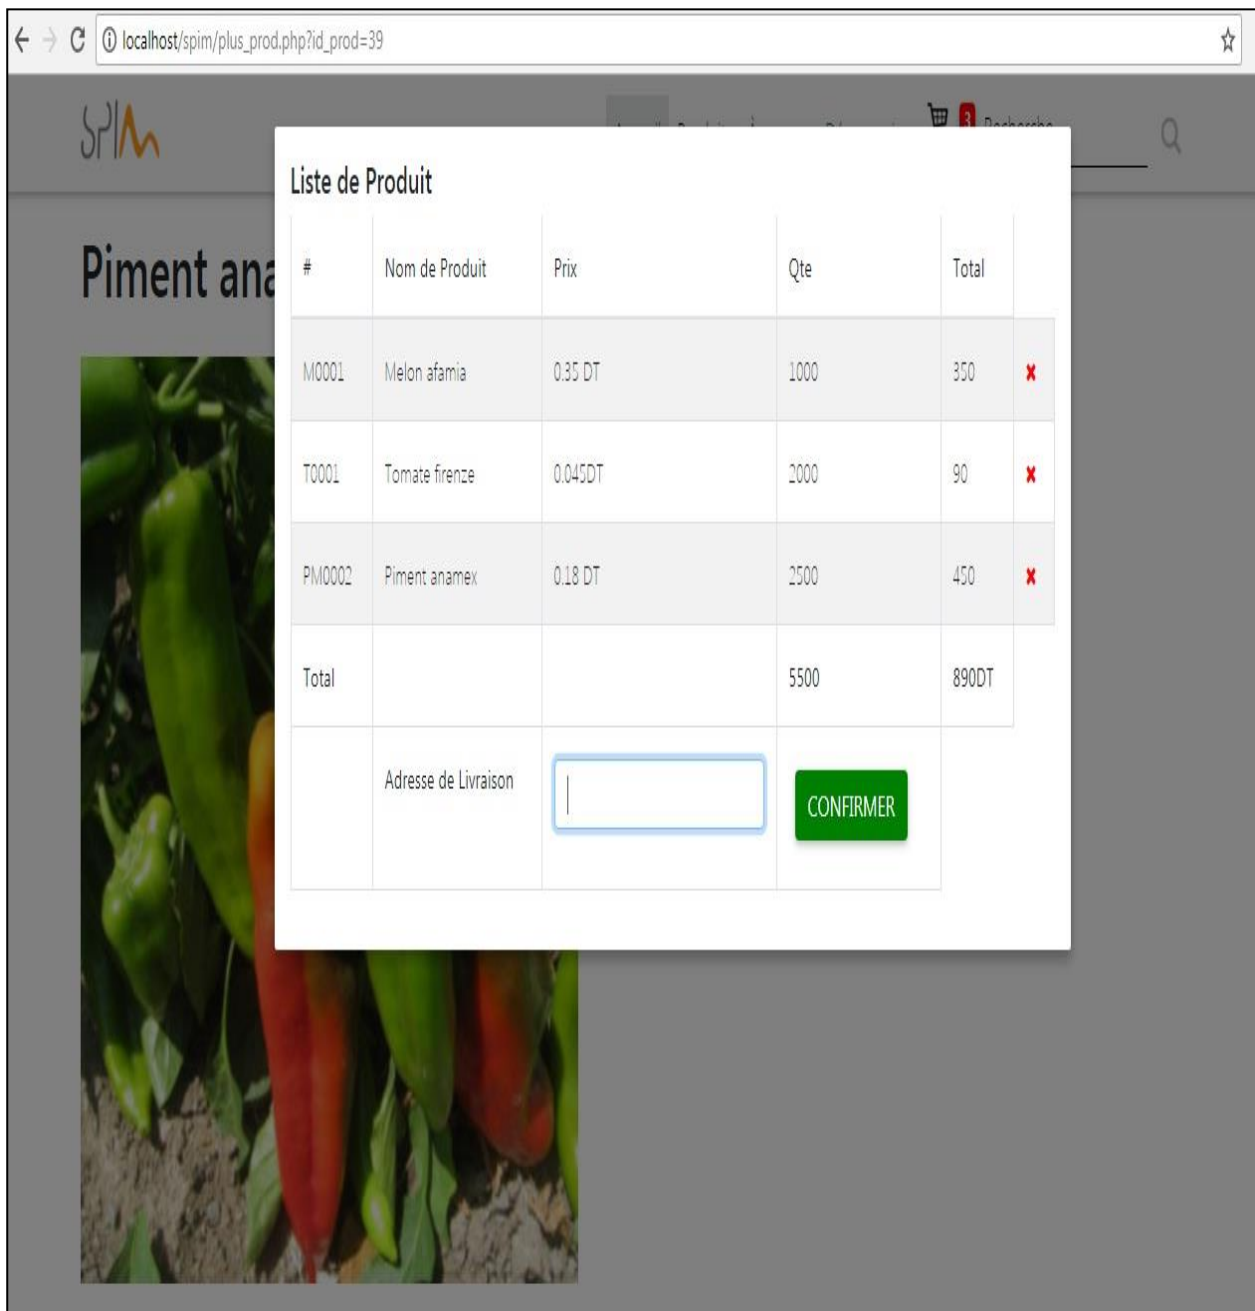 localhost/spim/plus_prod.php?id_prod=39
SPIM
3 Recherche
Liste de Produit
Piment ana
# Nom de Produit Prix Qte Total
M0001 Melon afamia 0.35 DT 1000 350
T0001 Tomate firenze 0.045DT 2000 90
PM0002 Piment anamex 0.18 DT 2500 450
Total 5500 890DT
Adresse de Livraison CONFIRMER